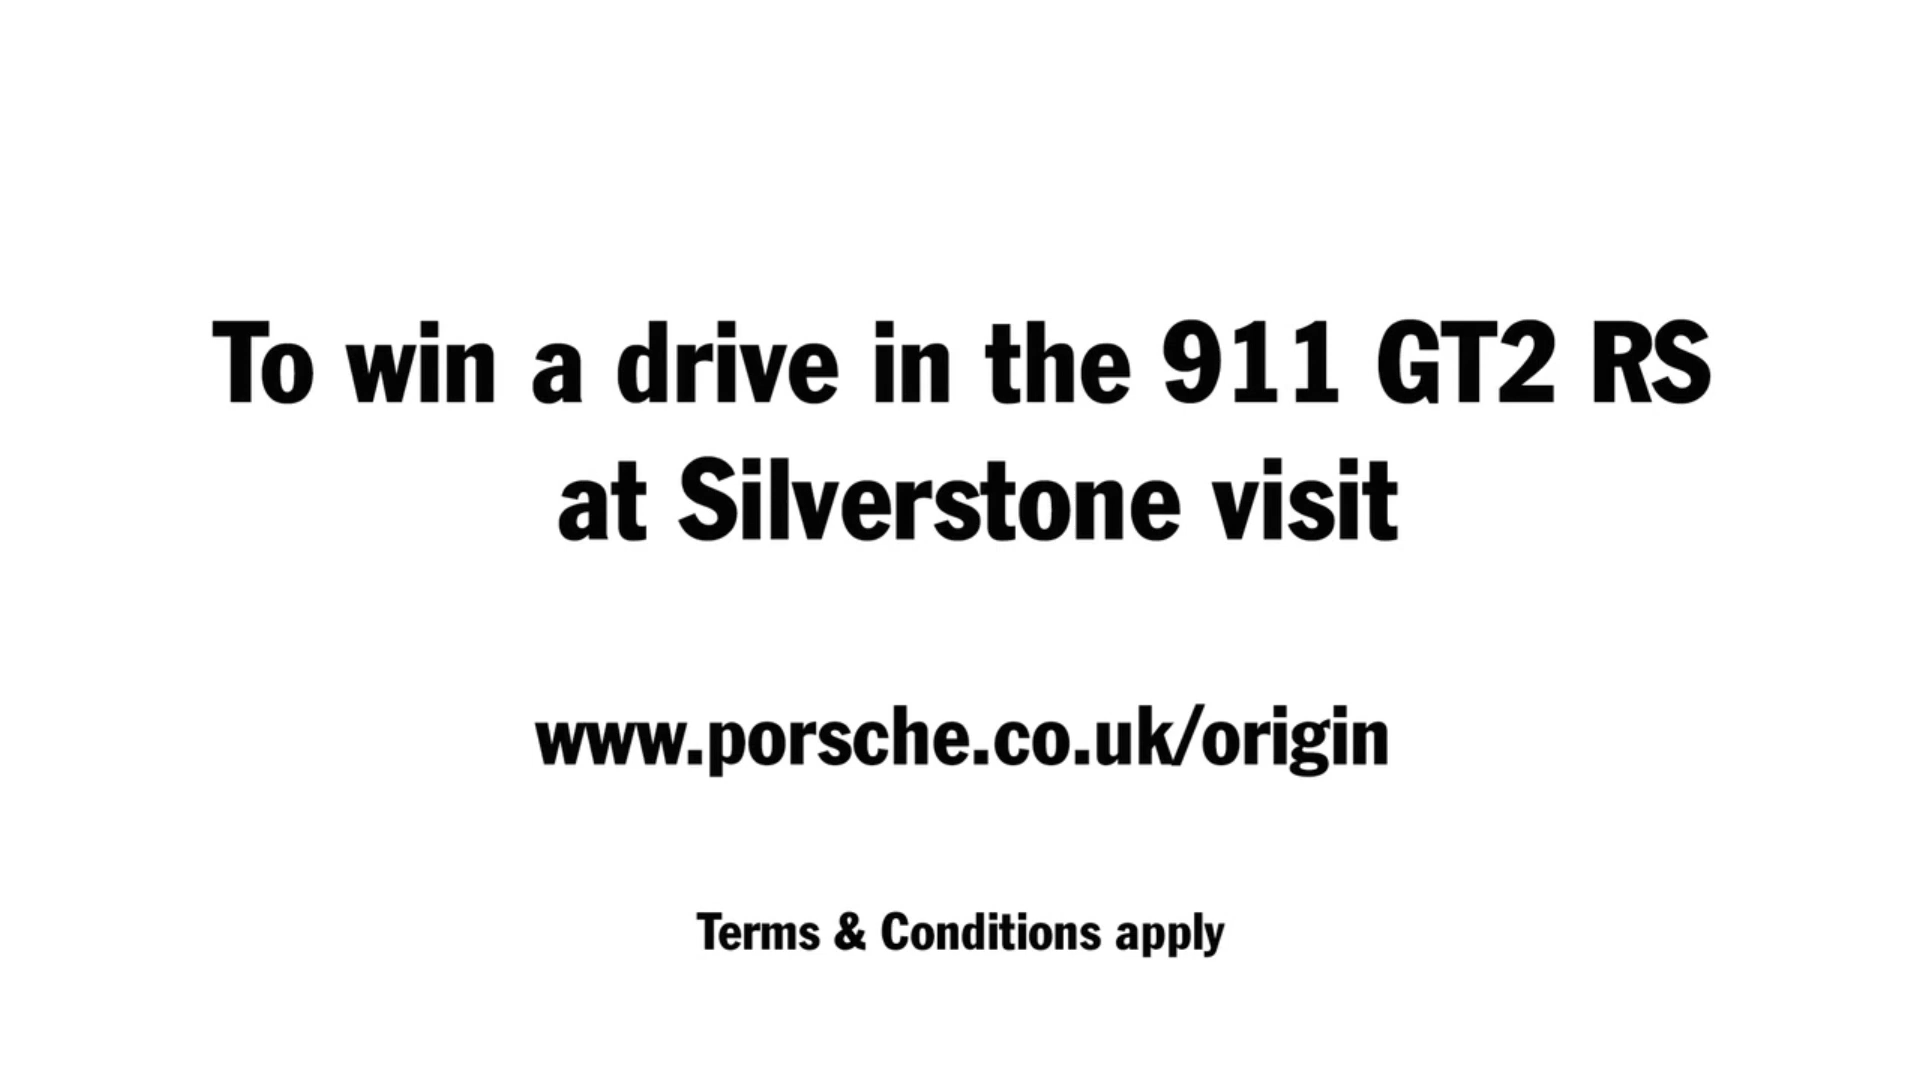 To win a drive in the 911 GT2 RS
at Silverstone visit
www.porsche.co.uk/origin
Terms & Conditions apply